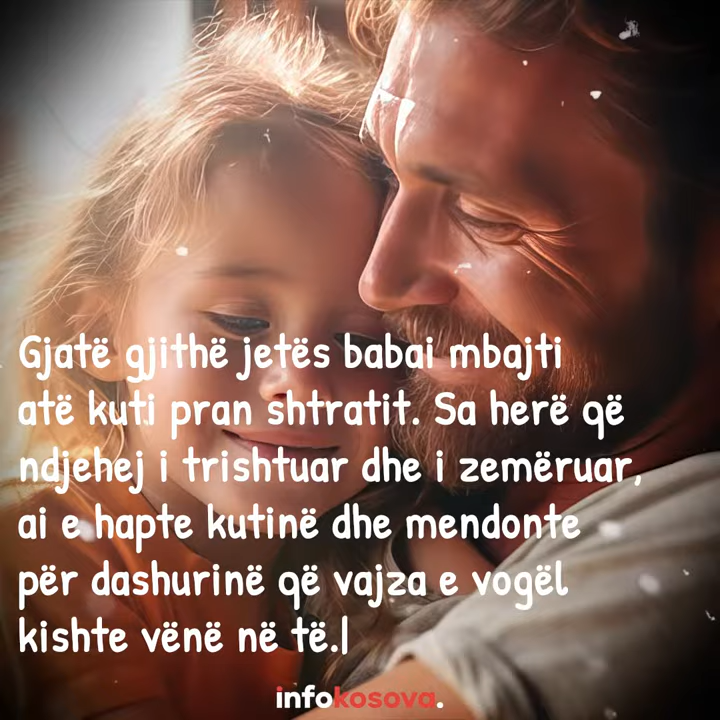 Gjatë gjithë jetës babai mbajti
atë kuti pran shtratit. Sa herë që
ndjehej i trishtuar dhe i zemëruar,
ai e hapte kutinë dhe mendonte
për dashurinë që vajza e vogël
kishte vënë në të.|
infokosova.